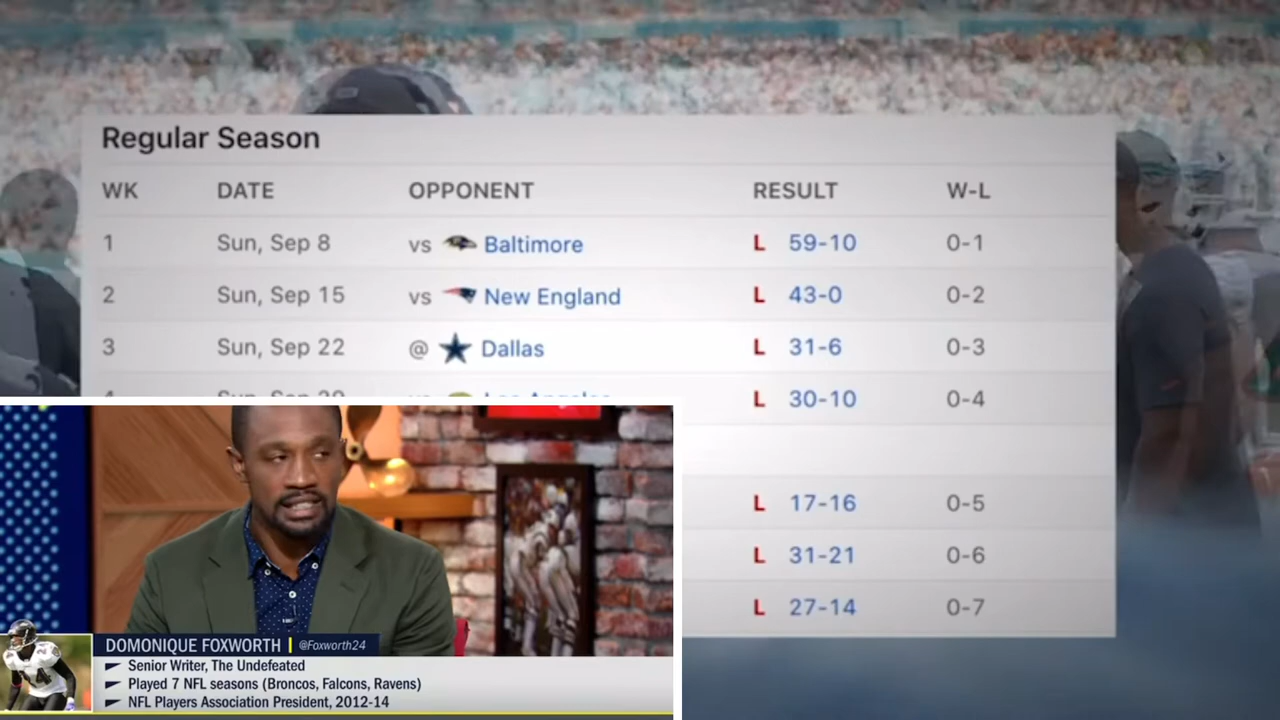 Regular Season
WK DATE OPPONENT RESULT W-L
1 Sun, Sep 8 vs Baltimore L 59-10 0-1
2 Sun, Sep 15 vs New England L 43-0 0-2
3 Sun, Sep 22 @ Dallas L 31-6 0-3
L 30-10 0-4
L 17-16 0-5
L 31-21 0-6
L 27-14 0-7
DOMONIQUE FOXWORTH | @Foxworth24
Senior Writer, The Undefeated
Played 7 NFL seasons (Broncos, Falcons, Ravens)
NFL Players Association President, 2012-14